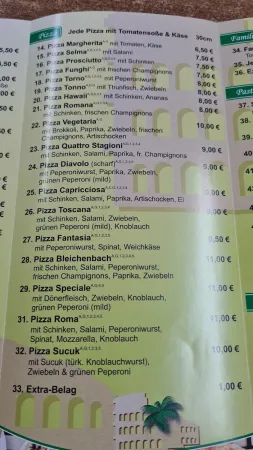 Pizza Jede Pizza mit Tomatensoße & Käse 30cm
14. Pizza Margherita mit Tomaten, Käse 6,50 €
15. Pizza Salma mit Salami 7,50 €
16. Pizza Prosciutto mit Schinken 7,50 €
17. Pizza Funghi mit frischen Champignons 7,50 €
18. Pizza Torno mit Peperoniwurst 8,00 €
19. Pizza Tonno mit Thunfisch, Zwiebeln 8,00 €
20. Pizza Hawaii mit Schinken, Ananas 8,00 €
21. Pizza Romana
mit Schinken, frischen Champignons
22. Pizza Vegetaria 10,00 €
mit Brokkoli, Paprika, Zwiebeln, frischen
Champignons, Artischocken
23. Pizza Quattro Stagioni 9,00 €
mit Schinken, Salami, Paprika, fr. Champignons
24. Pizza Diavolo (scharf) 9,00 €
mit Peperoniwurst, Paprika, Zwiebeln,
grünen Peperoni (mild)
25. Pizza Capricciosa
mit Schinken, Salami, Paprika, Artischocken, Ei
26. Pizza Toscana
mit Schinken, Salami, Zwiebeln,
grünen Peperoni (mild), Knoblauch
27. Pizza Fantasia
mit Peperoniwurst, Spinat, Weichkäse
28. Pizza Bleichenbach
mit Schinken, Salami, Peperoniwurst,
frischen Champignons, Paprika, Zwiebeln
29. Pizza Speciale
mit Dönerfleisch, Zwiebeln, Knoblauch,
grünen Peperoni (mild)
31. Pizza Roma
mit Schinken, Salami, Peperoniwurst,
Spinat, Mozzarella, Knoblauch
32. Pizza Sucuk 10,00 €
mit Sucuk (türk. Knoblauchwurst),
Zwiebeln & grünen Peperoni
33. Extra-Belag 1,00 €